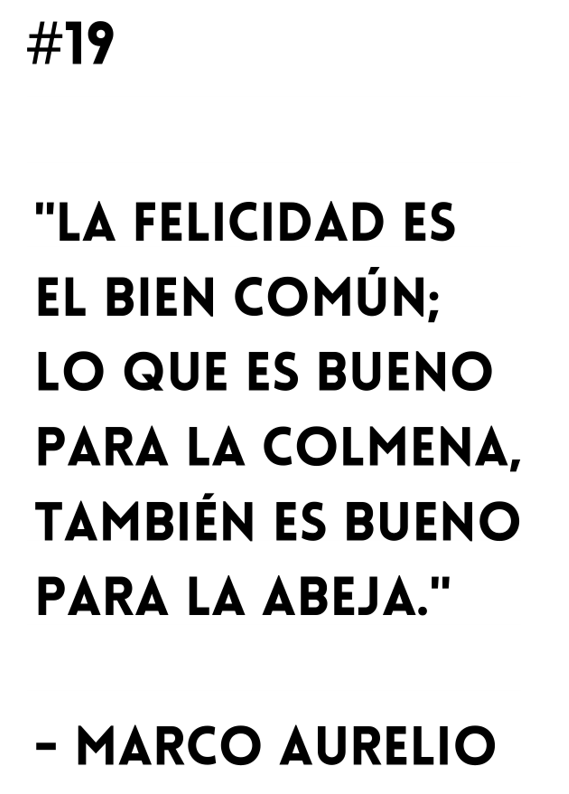 #19
"LA FELICIDAD ES
EL BIEN COMÚN;
LO QUE ES BUENO
PARA LA COLMENA,
TAMBIÉN ES BUENO
PARA LA ABEJA."
- MARCO AURELIO